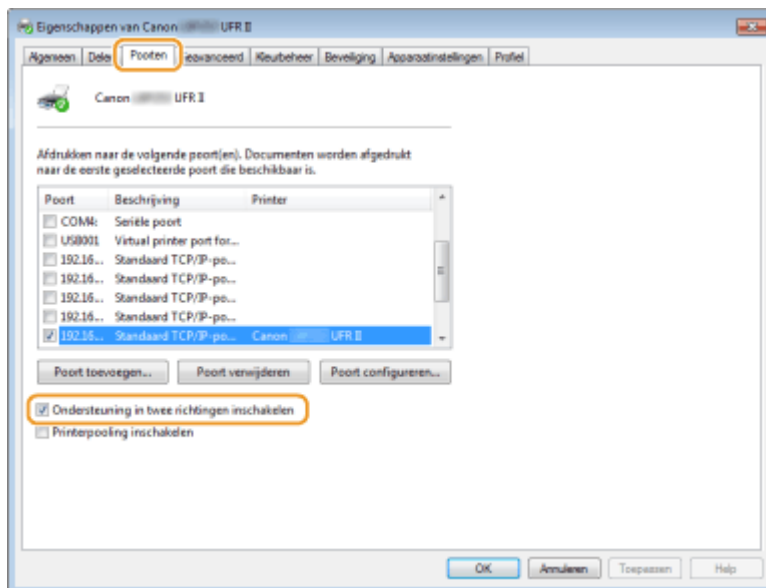 Eigenschappen van Canon UFR II
Algemeen Delen Poorten Geavanceerd Kleurbeheer Beveiliging Apparaatinstellingen Profiel
Canon UFR II
Afdrukken naar de volgende poort(en). Documenten worden afgedrukt
naar de eerste geselecteerde poort die beschikbaar is.
Poort Beschrijving Printer
COM4: Seriële poort
USB001 Virtual printer port for...
192.16... Standaard TCP/IP-po...
192.16... Standaard TCP/IP-po...
192.16... Standaard TCP/IP-po...
192.16... Standaard TCP/IP-po...
192.16... Standaard TCP/IP-po... Canon UFR II
Poort toevoegen... Poort verwijderen Poort configureren...
Ondersteuning in twee richtingen inschakelen
Printerpooling inschakelen
OK Annuleren Toepassen Help